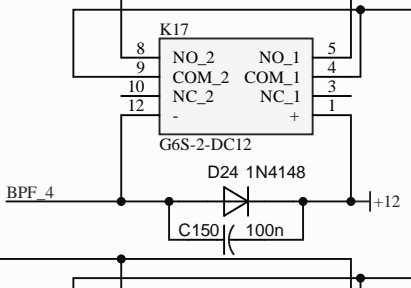 K17
8 NO_2 NO_1 5
9 COM_2 COM_1 4
10 NC_2 NC_1 3
12 - + 1
G6S-2-DC12
D24 1N4148
BPF_4 +12
C150 100n